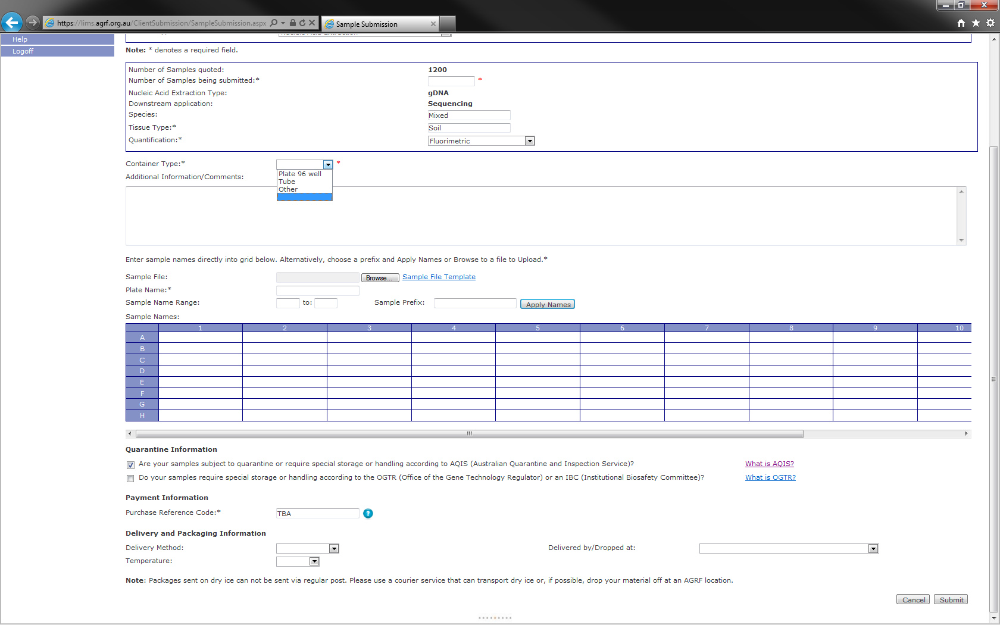 https://lims.agrf.org.au/ClientSubmission/SampleSubmission.aspx
Sample Submission
Help
Logoff
Nucleic Acid Extraction
Note: * denotes a required field.
Number of Samples quoted: 1200
Number of Samples being submitted:* *
Nucleic Acid Extraction Type: gDNA
Downstream application: Sequencing
Species: Mixed
Tissue Type:* Soil
Quantification:* Fluorimetric
Container Type:* *
Plate 96 well
Additional Information/Comments:
Tube
Other
Enter sample names directly into grid below. Alternatively, choose a prefix and Apply Names or Browse to a file to Upload.*
Sample File: Browse... Sample File Template
Plate Name:*
Sample Name Range: to: Sample Prefix: Apply Names
Sample Names:
1 2 3 4 5 6 7 8 9 10
A
B
C
D
E
F
G
H
Quarantine Information
Are your samples subject to quarantine or require special storage or handling according to AQIS (Australian Quarantine and Inspection Service)? What is AQIS?
Do your samples require special storage or handling according to the OGTR (Office of the Gene Technology Regulator) or an IBC (Institutional Biosafety Committee)? What is OGTR?
Payment Information
Purchase Reference Code:* TBA ?
Delivery and Packaging Information
Delivery Method: Delivered by/Dropped at:
Temperature:
Note: Packages sent on dry ice can not be sent via regular post. Please use a courier service that can transport dry ice or, if possible, drop your material off at an AGRF location.
Cancel Submit